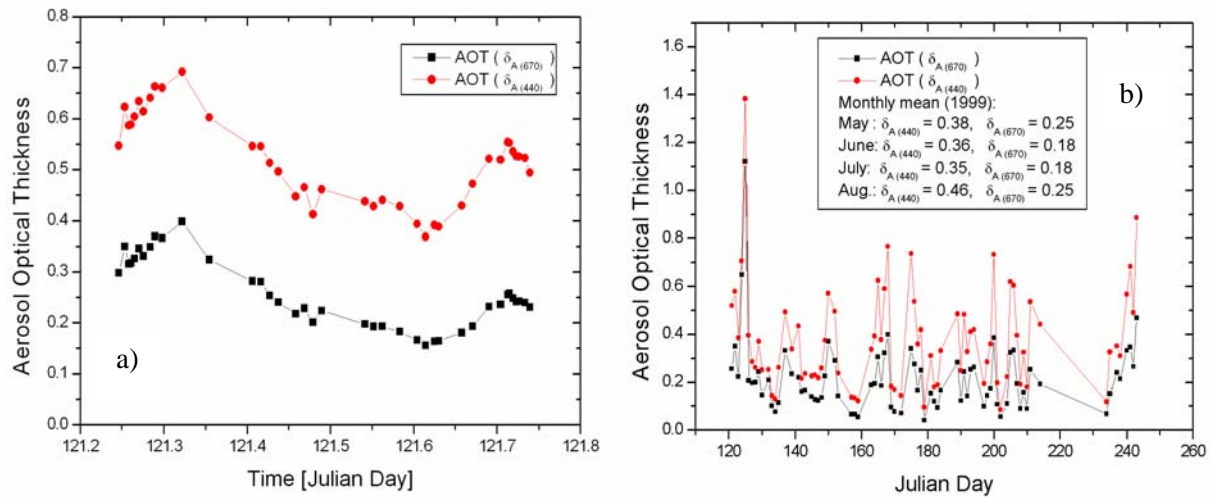 a)
0.8
0.7
0.6
0.5
0.4
0.3
0.2
0.1
0.0
Aerosol Optical Thickness
121.2 121.3 121.4 121.5 121.6 121.7 121.8
Time [Julian Day]
AOT ( δA (670) )
AOT ( δA (440) )
b)
1.6
1.4
1.2
1.0
0.8
0.6
0.4
0.2
0.0
Aerosol Optical Thickness
120 140 160 180 200 220 240 260
Julian Day
AOT ( δA (670) )
AOT ( δA (440) )
Monthly mean (1999):
May : δA (440) = 0.38, δA (670) = 0.25
June: δA (440) = 0.36, δA (670) = 0.18
July: δA (440) = 0.35, δA (670) = 0.18
Aug.: δA (440) = 0.46, δA (670) = 0.25